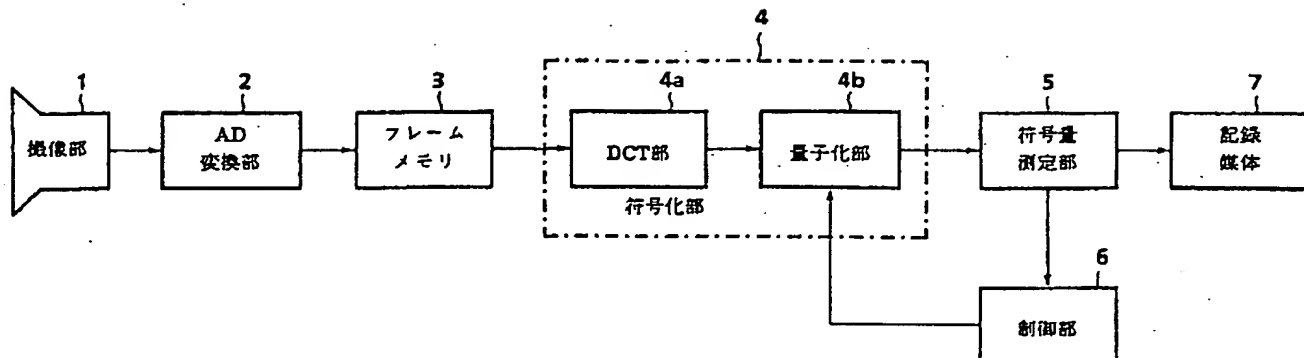 4
1
2
3
4a
4b
5
7
撮像部
AD
変換部
フレーム
メモリ
DCT部
量子化部
符号量
測定部
記録
媒体
符号化部
6
制御部